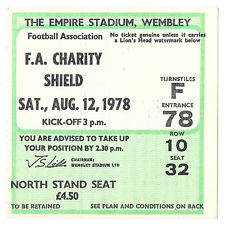 THE EMPIRE STADIUM, WEMBLEY
Football Association
No ticket genuine unless it carries
a Lion's Head watermark below
F.A. CHARITY
SHIELD
SAT., AUG. 12, 1978
KICK-OFF 3 p.m.
TURNSTILES
F
ENTRANCE
78
YOU ARE ADVISED TO TAKE UP
YOUR POSITION BY 2.30 p.m.
ROW
10
CHAIRMAN:
WEMBLEY STADIUM LTD
SEAT
32
NORTH STAND SEAT
£4.50
TO BE RETAINED
SEE PLAN AND CONDITIONS ON BACK